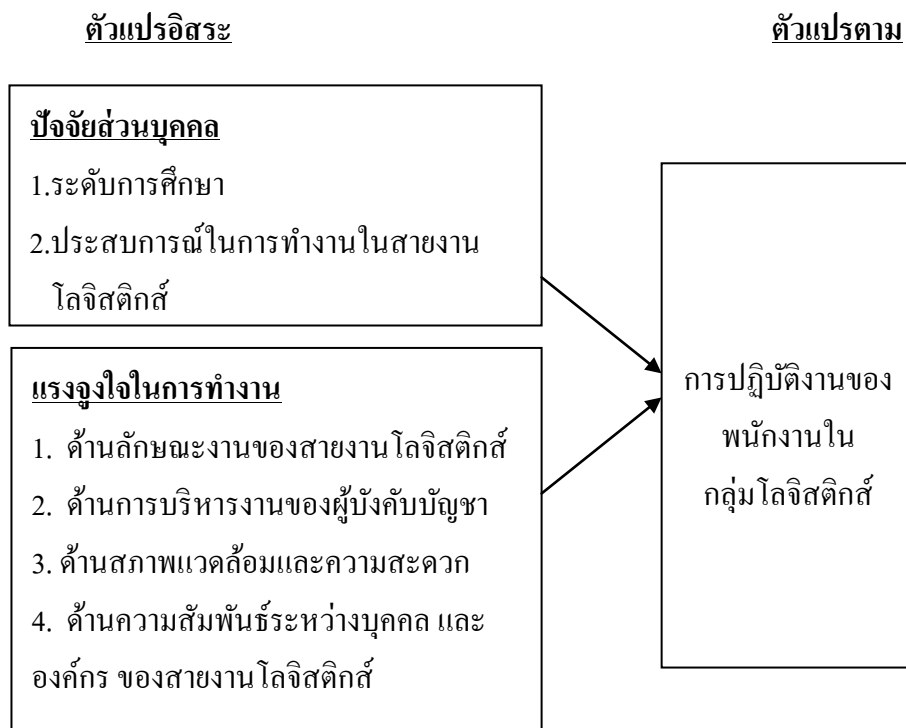 ตัวแปรอิสระ
ตัวแปรตาม
ปัจจัยส่วนบุคคล
1.ระดับการศึกษา
2.ประสบการณ์ในการทำงานในสายงาน
โลจิสติกส์
แรงจูงใจในการทำงาน
1. ด้านลักษณะงานของสายงานโลจิสติกส์
2. ด้านการบริหารงานของผู้บังคับบัญชา
3. ด้านสภาพแวดล้อมและความสะดวก
4. ด้านความสัมพันธ์ระหว่างบุคคล และ
องค์กร ของสายงานโลจิสติกส์
การปฏิบัติงานของ
พนักงานใน
กลุ่มโลจิสติกส์